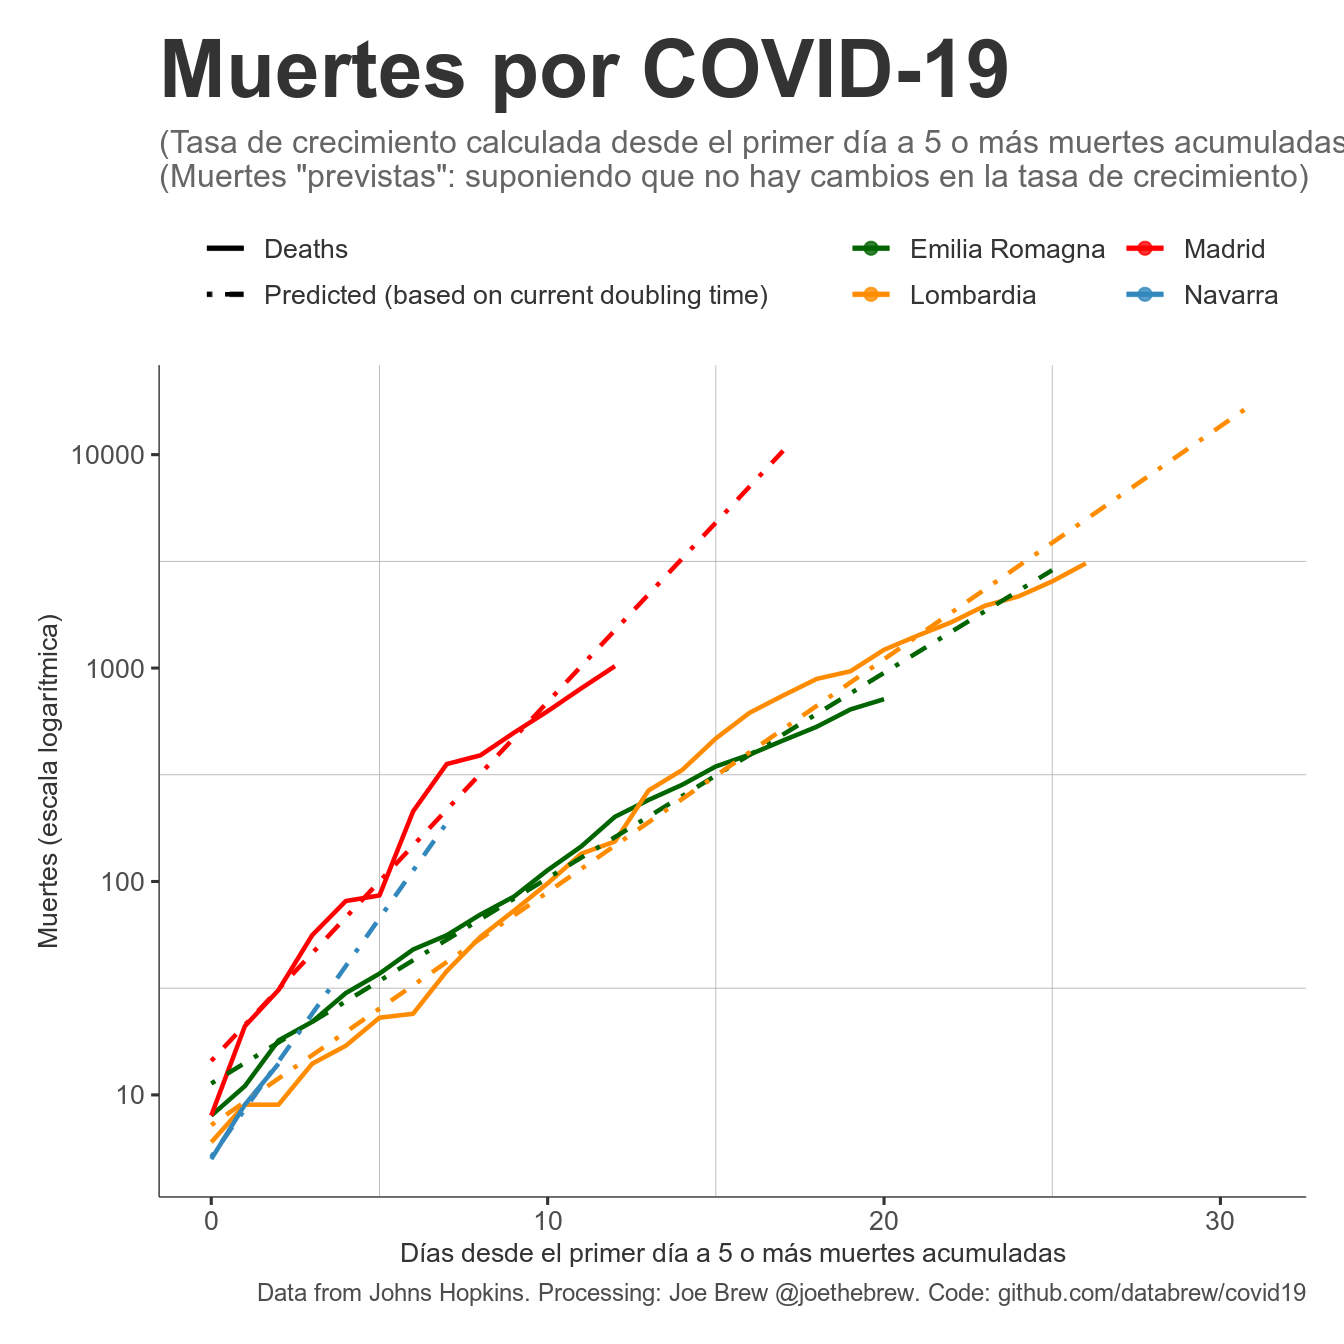 Muertes por COVID-19
(Tasa de crecimiento calculada desde el primer día a 5 o más muertes acumuladas
(Muertes "previstas": suponiendo que no hay cambios en la tasa de crecimiento)
Deaths
Predicted (based on current doubling time)
Emilia Romagna
Madrid
Lombardia
Navarra
10000
1000
100
10
Muertes (escala logarítmica)
0 10 20 30
Días desde el primer día a 5 o más muertes acumuladas
Data from Johns Hopkins. Processing: Joe Brew @joethebrew. Code: github.com/databrew/covid19